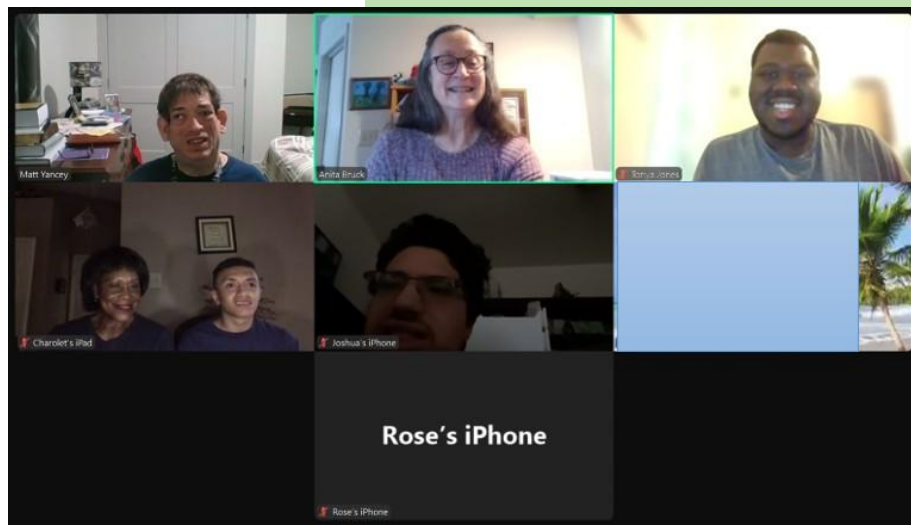 Matt Yancey
Anita Bruck
Tonya Jones
Charolet's iPad
Joshua's iPhone
Rose's iPhone
Rose's iPhone